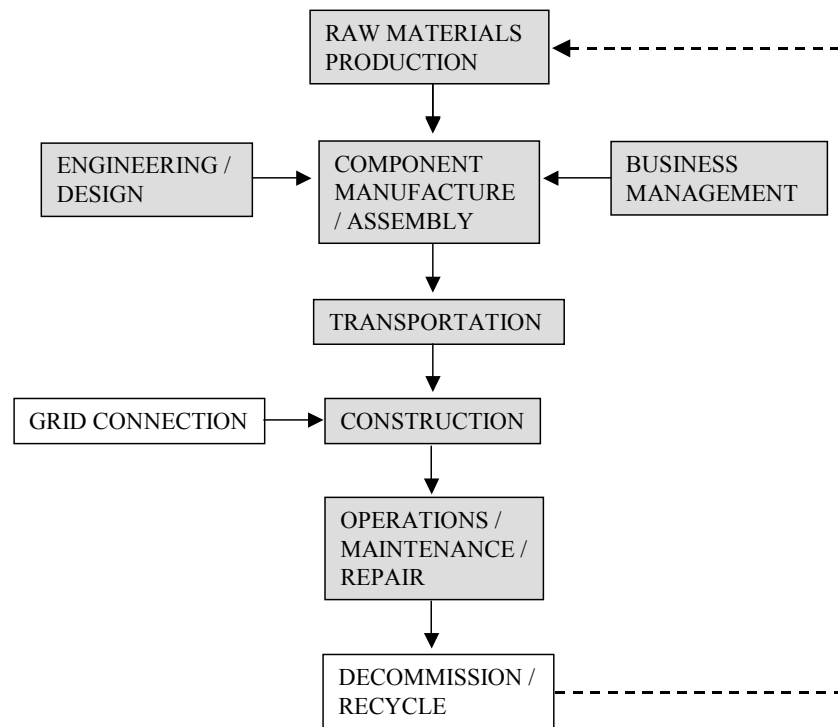 RAW MATERIALS
PRODUCTION
ENGINEERING /
DESIGN
COMPONENT
MANUFACTURE
/ ASSEMBLY
BUSINESS
MANAGEMENT
TRANSPORTATION
GRID CONNECTION
CONSTRUCTION
OPERATIONS /
MAINTENANCE /
REPAIR
DECOMMISSION /
RECYCLE